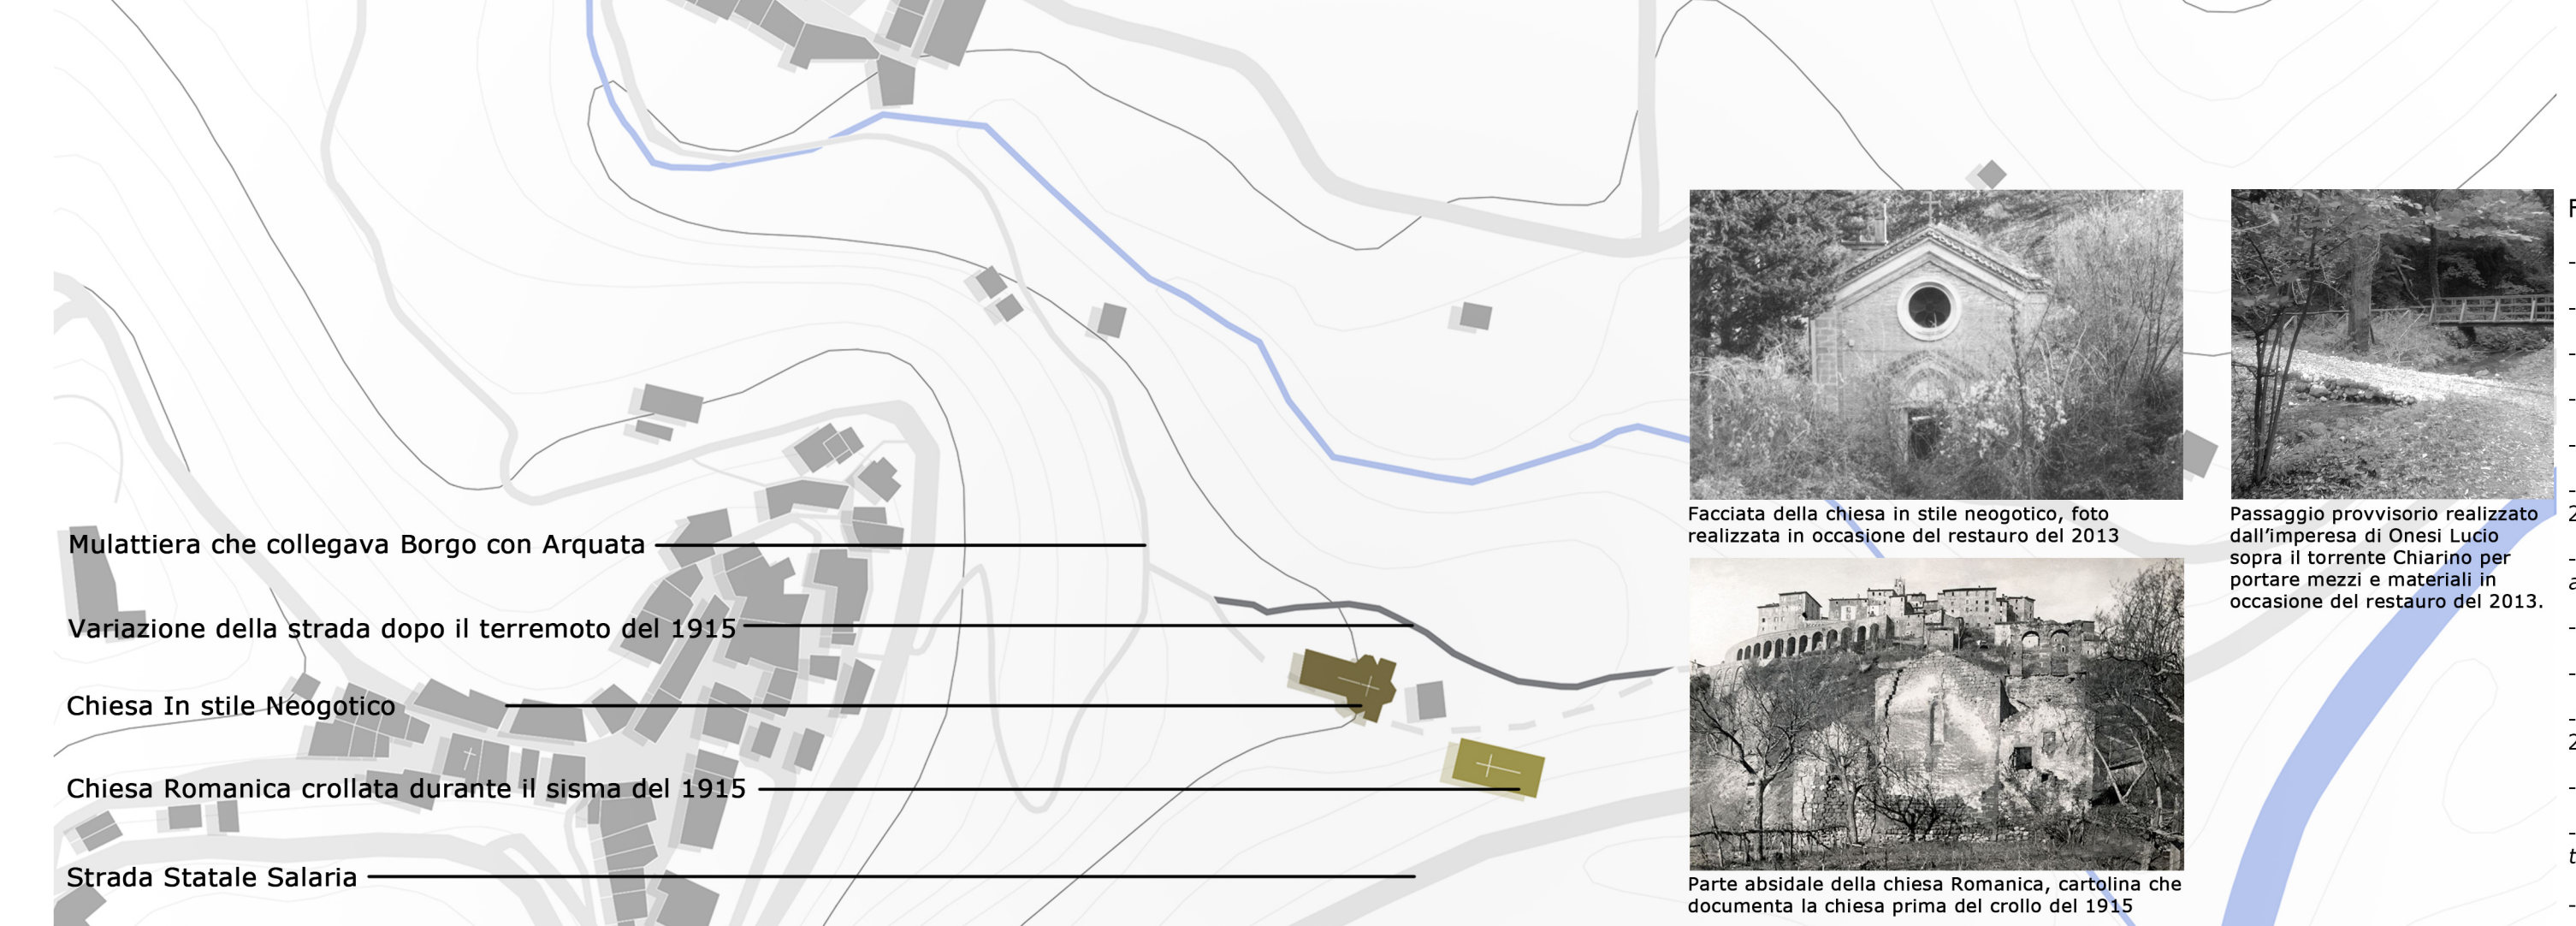 Mulattiera che collegava Borgo con Arquata
Variazione della strada dopo il terremoto del 1915
Chiesa In stile Neogotico
Chiesa Romanica crollata durante il sisma del 1915
Strada Statale Salaria
Facciata della chiesa in stile neogotico, foto
realizzata in occasione del restauro del 2013
Parte absidale della chiesa Romanica, cartolina che
documenta la chiesa prima del crollo del 1915
Passaggio provvisorio realizzato
dall'imperesa di Onesi Lucio
sopra il torrente Chiarino per
portare mezzi e materiali in
occasione del restauro del 2013.